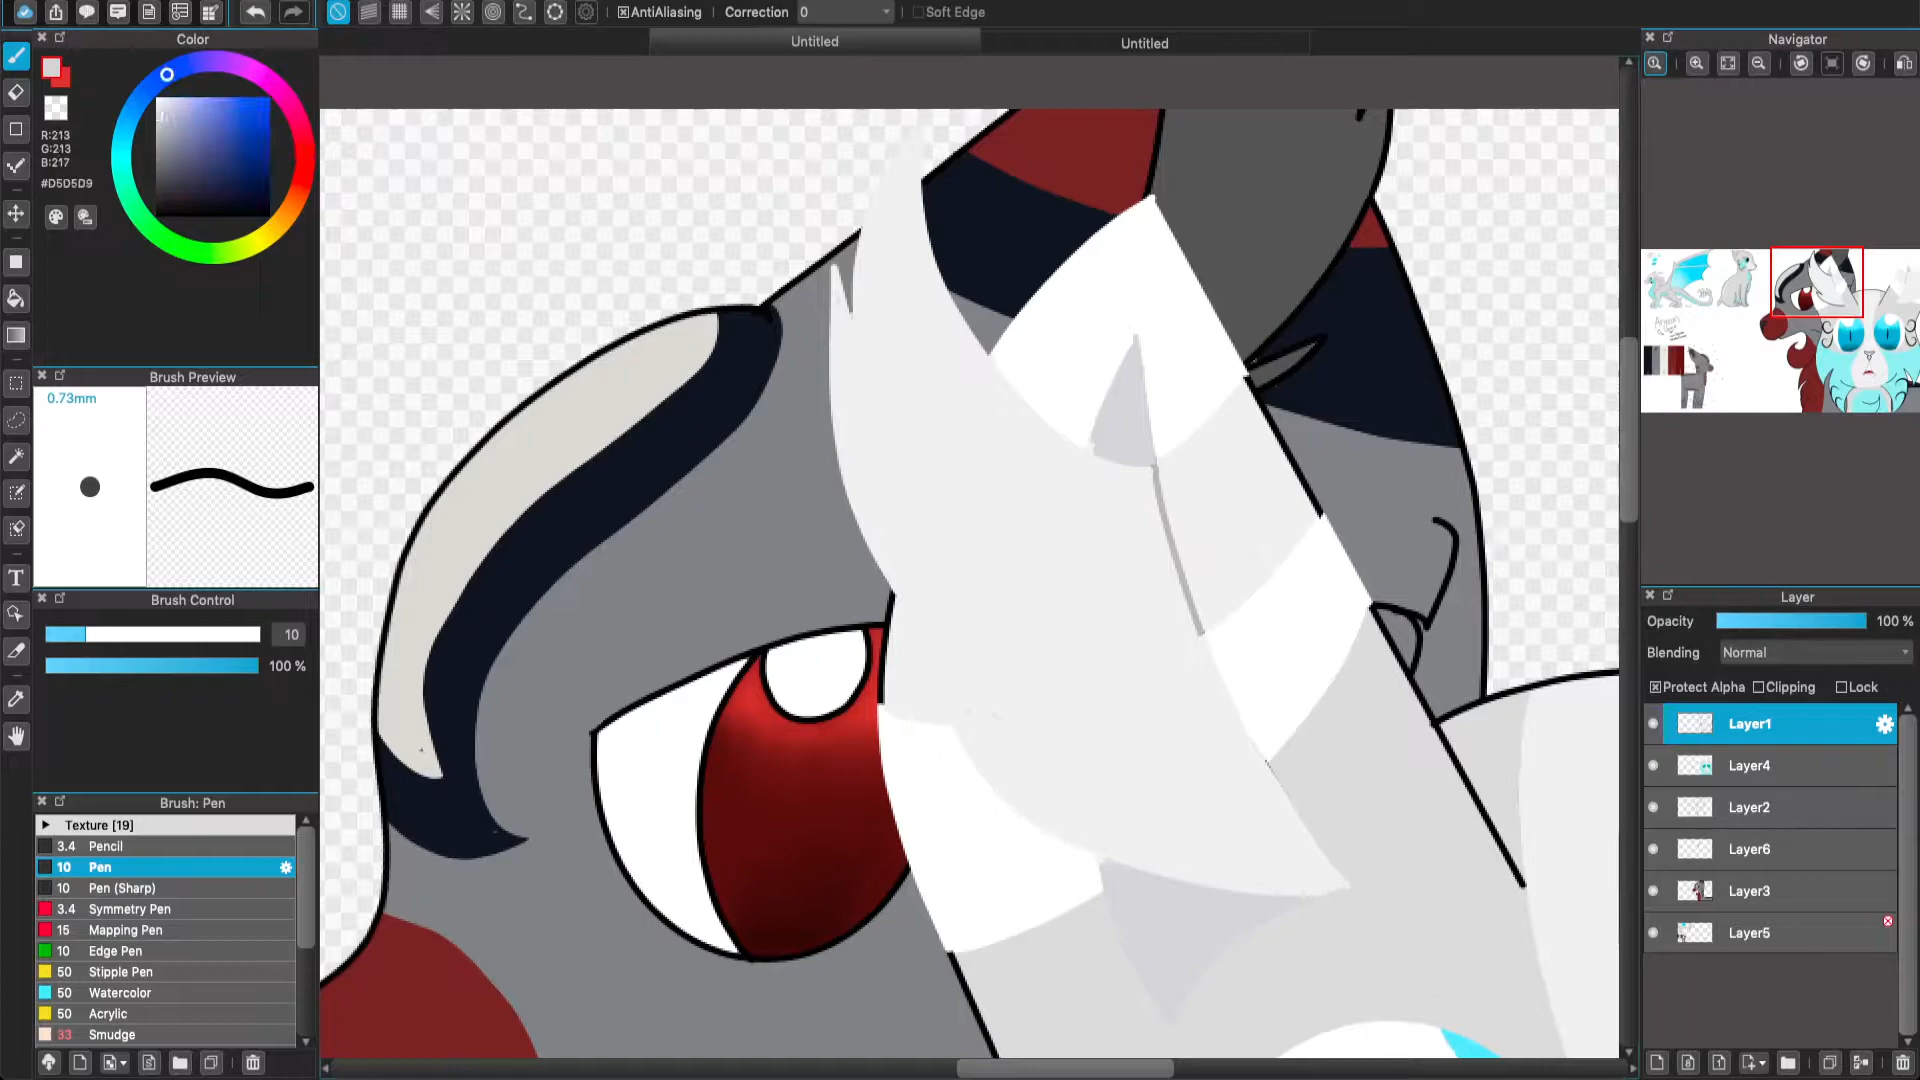 AntiAliasing Correction 0 Soft Edge
Color
Untitled
Untitled
Navigator
R:213
G:213
B:217
#D5D5D9
Brush Preview
0.73mm
Brush Control
10
100 %
Brush: Pen
Texture [19]
3.4 Pencil
10 Pen
10 Pen (Sharp)
3.4 Symmetry Pen
15 Mapping Pen
10 Edge Pen
50 Stipple Pen
50 Watercolor
50 Acrylic
33 Smudge
T
Layer
Opacity 100 %
Blending Normal
Protect Alpha Clipping Lock
Layer1
Layer4
Layer2
Layer6
Layer3
Layer5